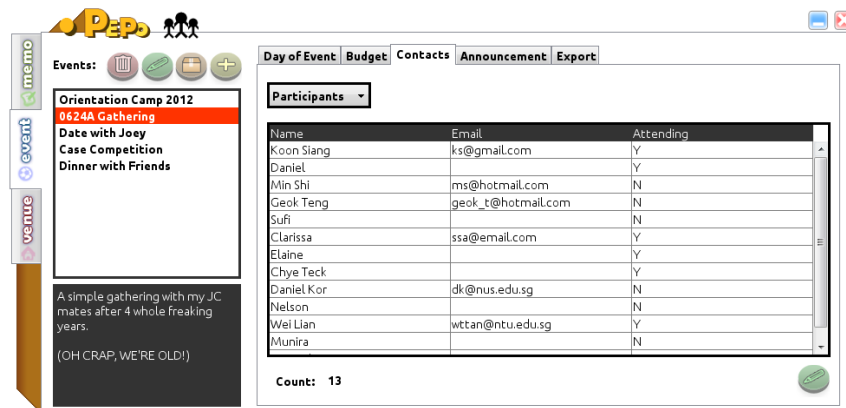 PEPo
memo
event
venue
Events:
Orientation Camp 2012
0624A Gathering
Date with Joey
Case Competition
Dinner with Friends
A simple gathering with my JC
mates after 4 whole freaking
years.
(OH CRAP, WE'RE OLD!)
Day of Event Budget Contacts Announcement Export
Participants
Name Email Attending
Koon Siang ks@gmail.com Y
Daniel Y
Min Shi ms@hotmail.com N
Geok Teng geok_t@hotmail.com N
Sufi N
Clarissa ssa@email.com Y
Elaine Y
Chye Teck Y
Daniel Kor dk@nus.edu.sg N
Nelson N
Wei Lian wttan@ntu.edu.sg Y
Munira N
Count: 13